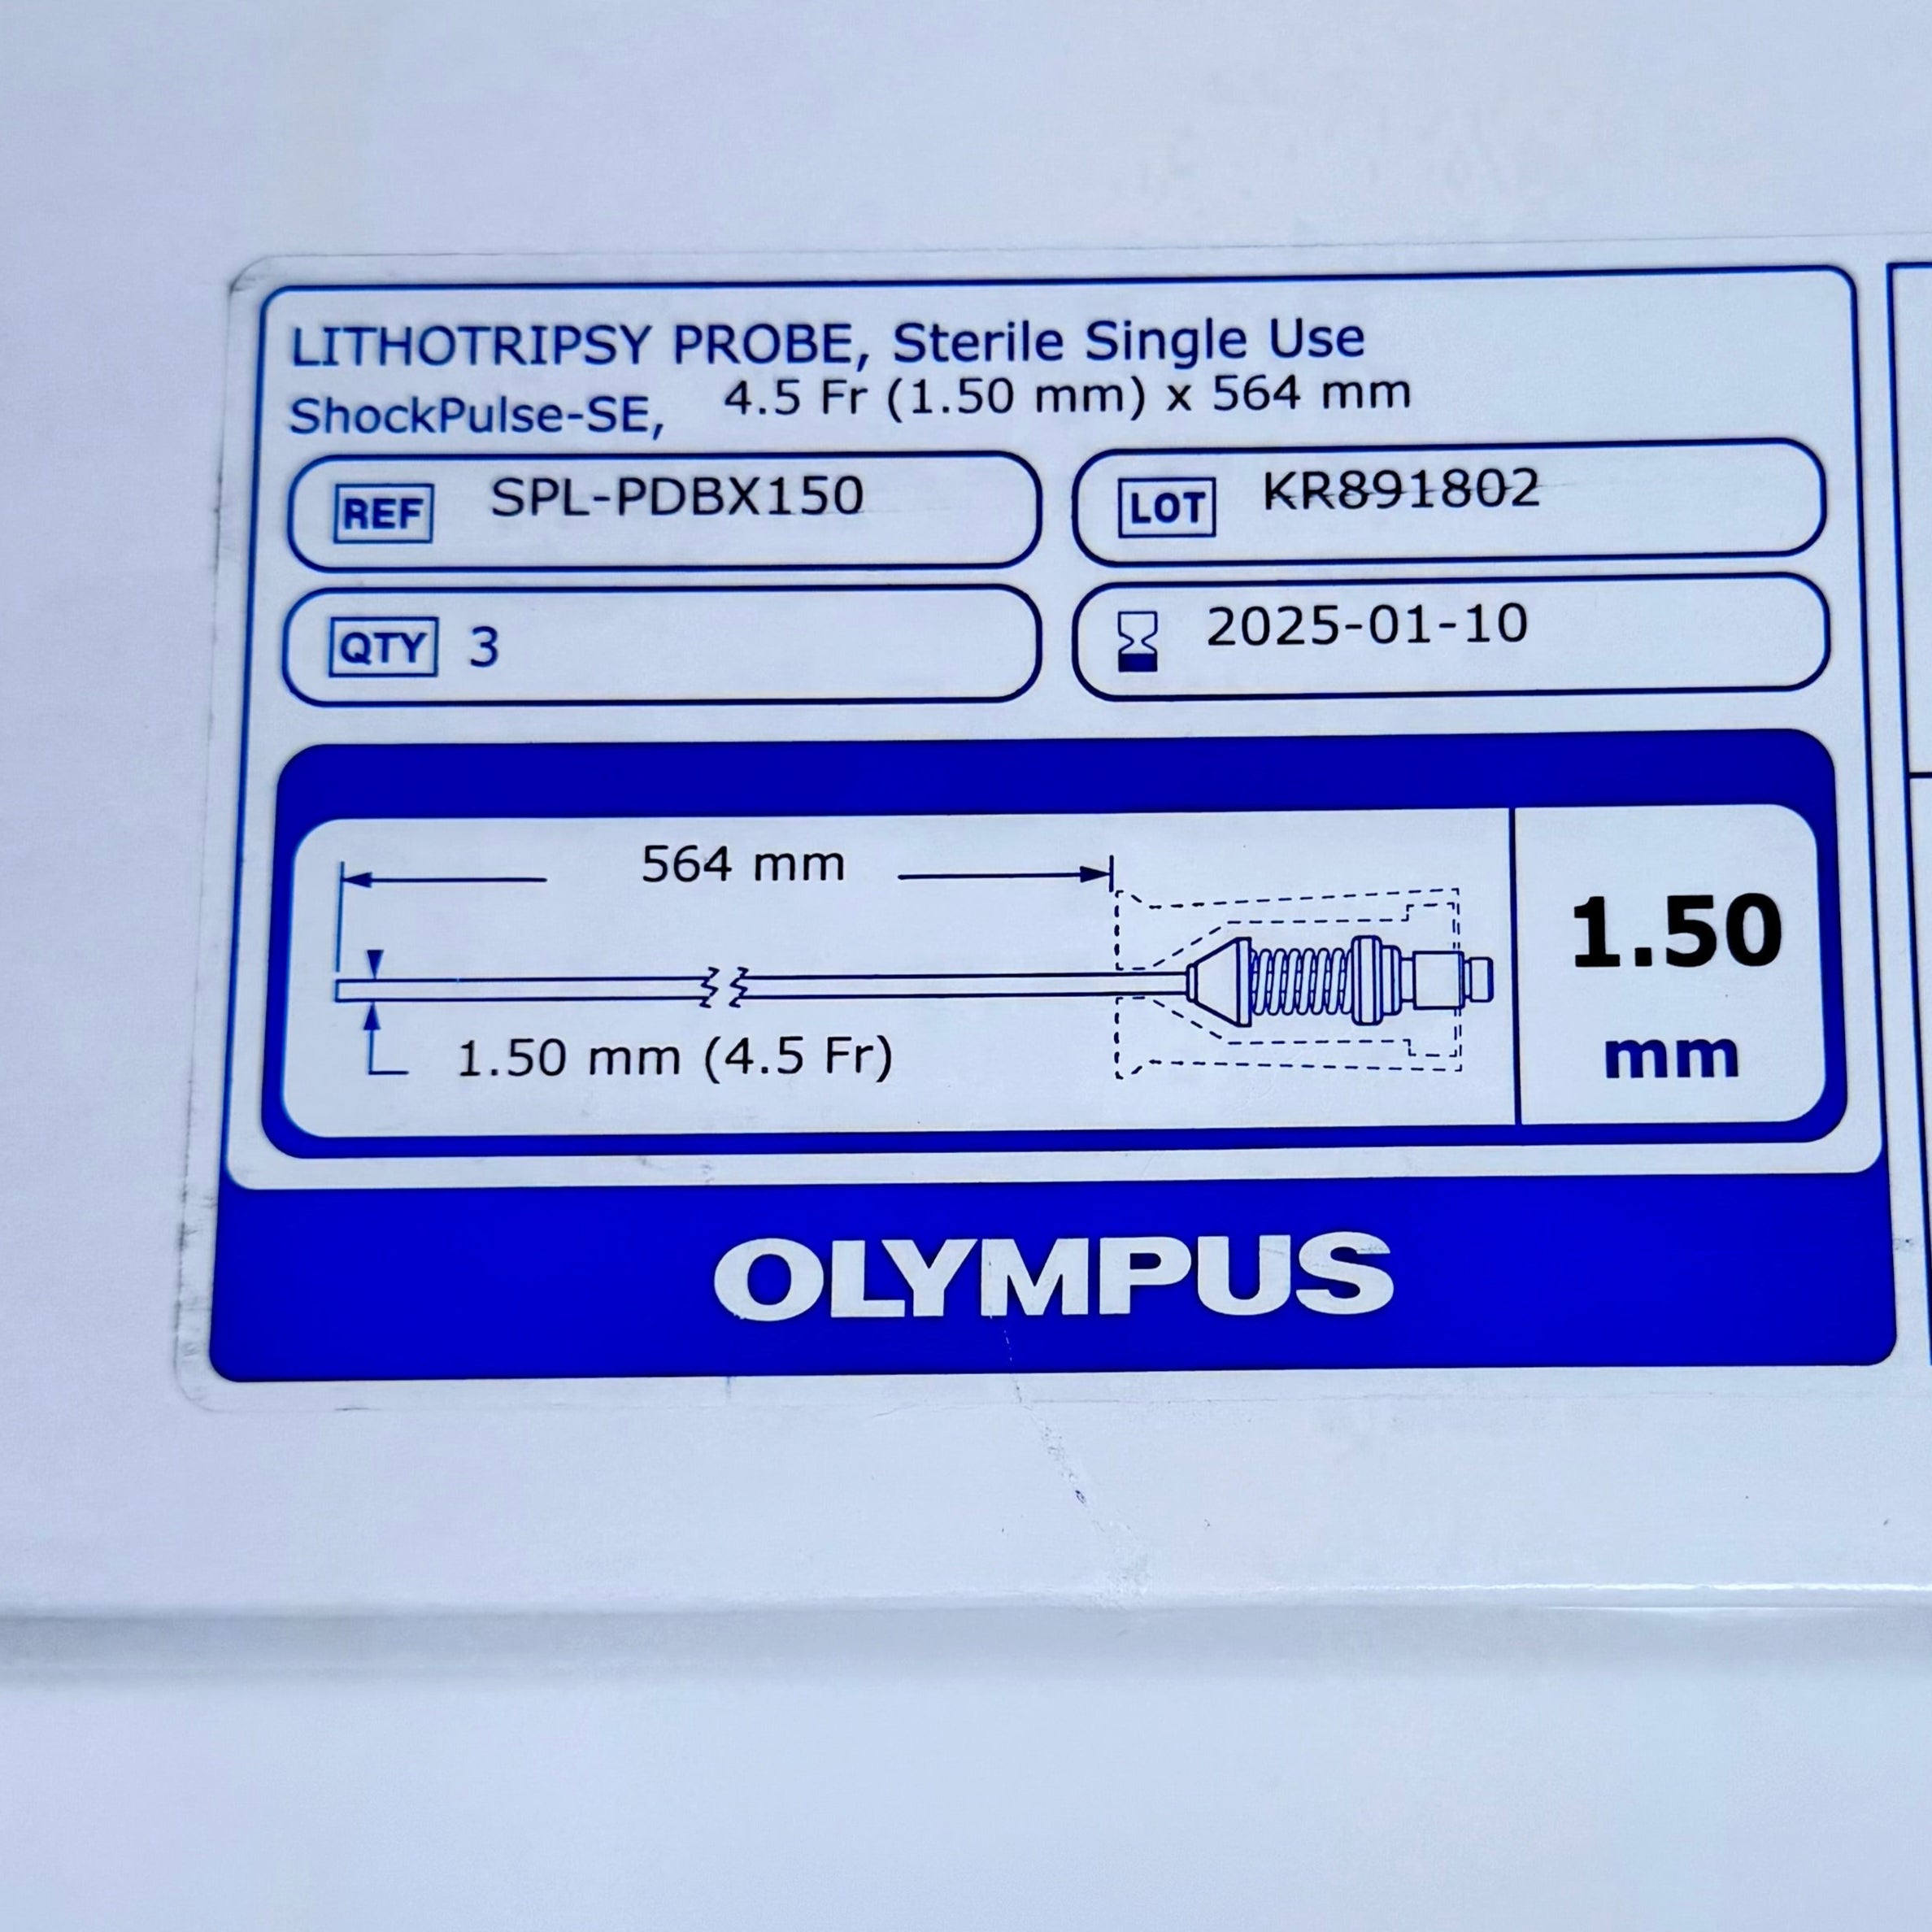 LITHOTRIPSY PROBE, Sterile Single Use
ShockPulse-SE, 4.5 Fr (1.50 mm) x 564 mm
REF SPL-PDBX150
LOT KR891802
QTY 3
2025-01-10
564 mm
1.50 mm (4.5 Fr)
1.50
mm
OLYMPUS